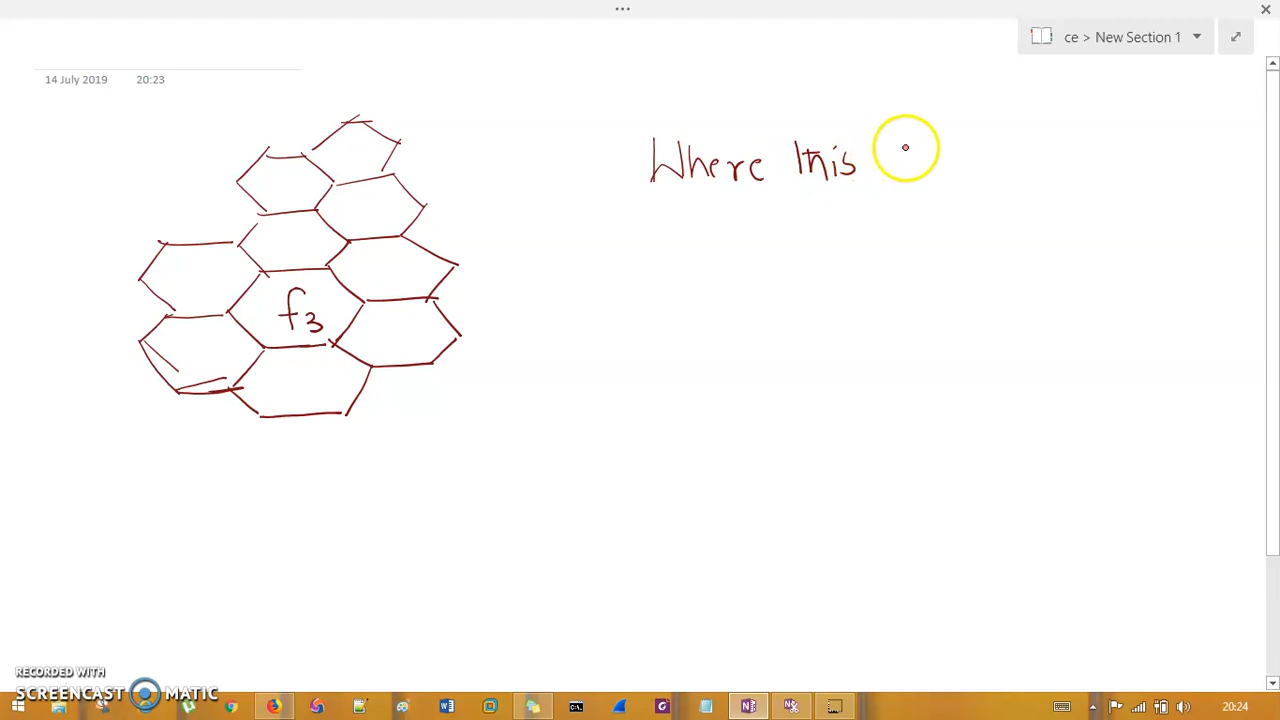 ...
ce > New Section 1
14 July 2019 20:23
Where this
f3
RECORDED WITH
SCREENCAST MATIC
20:24